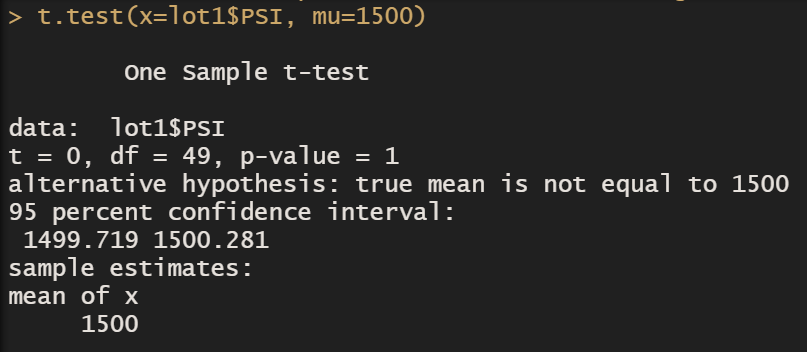 > t.test(x=lot1$PSI, mu=1500)
One Sample t-test
data:  lot1$PSI
t = 0, df = 49, p-value = 1
alternative hypothesis: true mean is not equal to 1500
95 percent confidence interval:
1499.719 1500.281
sample estimates:
mean of x
1500